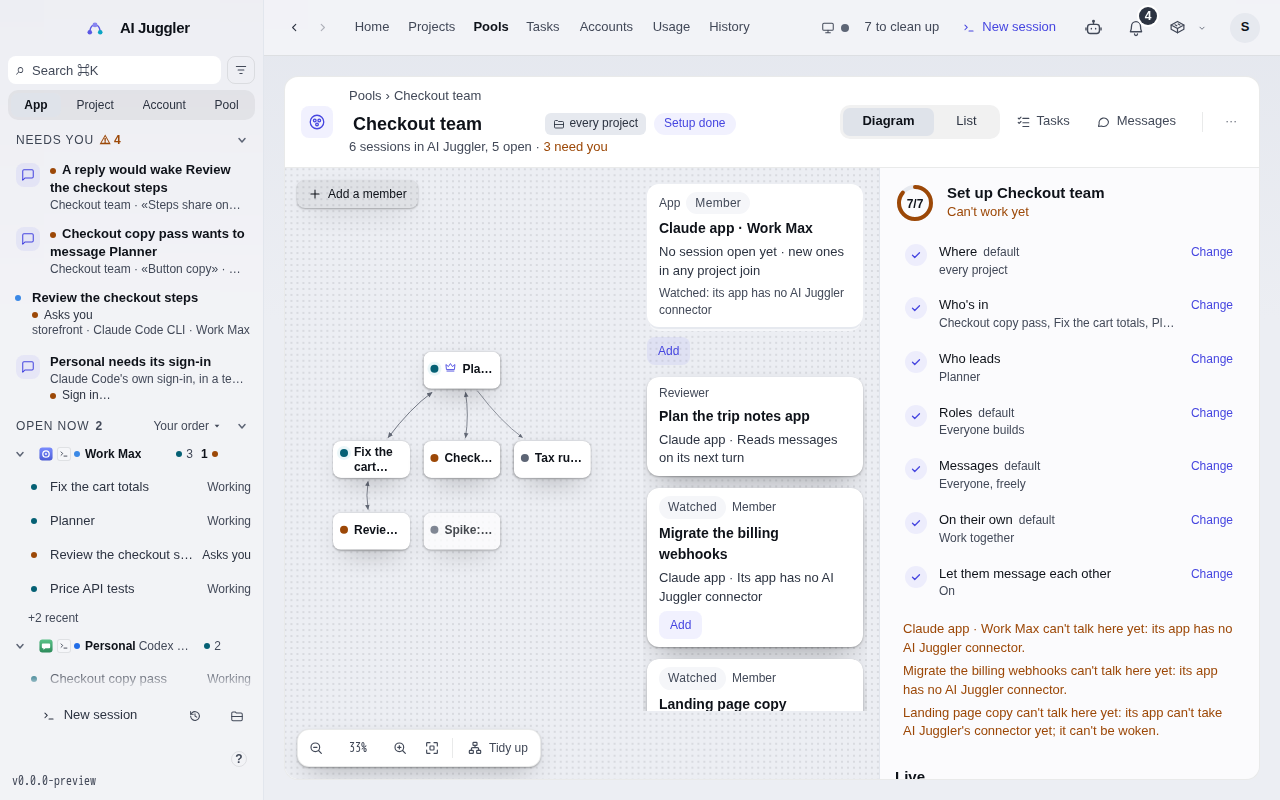 AI Juggler
Search ⌘K
App Project Account Pool
NEEDS YOU 4
A reply would wake Review the checkout steps
Checkout team · «Steps share on…
Checkout copy pass wants to message Planner
Checkout team · «Button copy» · …
Review the checkout steps
Asks you
storefront · Claude Code CLI · Work Max
Personal needs its sign-in
Claude Code's own sign-in, in a te…
Sign in…
OPEN NOW 2 Your order
Work Max 3 1
Fix the cart totals Working
Planner Working
Review the checkout s… Asks you
Price API tests Working
+2 recent
Personal Codex … 2
Checkout copy pass Working
New session
?
v0.0.0-preview
Home Projects Pools Tasks Accounts Usage History
7 to clean up
New session
4
S
Pools › Checkout team
Checkout team every project Setup done
6 sessions in AI Juggler, 5 open · 3 need you
Diagram List Tasks Messages ···
Add a member
Pla…
Fix the cart…
Check…
Tax ru…
Revie…
Spike:…
33%
Tidy up
App Member
Claude app · Work Max
No session open yet · new ones
in any project join
Watched: its app has no AI Juggler
connector
Add
Reviewer
Plan the trip notes app
Claude app · Reads messages
on its next turn
Watched Member
Migrate the billing
webhooks
Claude app · Its app has no AI
Juggler connector
Add
Watched Member
Landing page copy
7/7
Set up Checkout team
Can't work yet
Where default Change
every project
Who's in Change
Checkout copy pass, Fix the cart totals, Pl…
Who leads Change
Planner
Roles default Change
Everyone builds
Messages default Change
Everyone, freely
On their own default Change
Work together
Let them message each other Change
On
Claude app · Work Max can't talk here yet: its app has no
AI Juggler connector.
Migrate the billing webhooks can't talk here yet: its app
has no AI Juggler connector.
Landing page copy can't talk here yet: its app can't take
AI Juggler's connector yet; it can't be woken.
Live